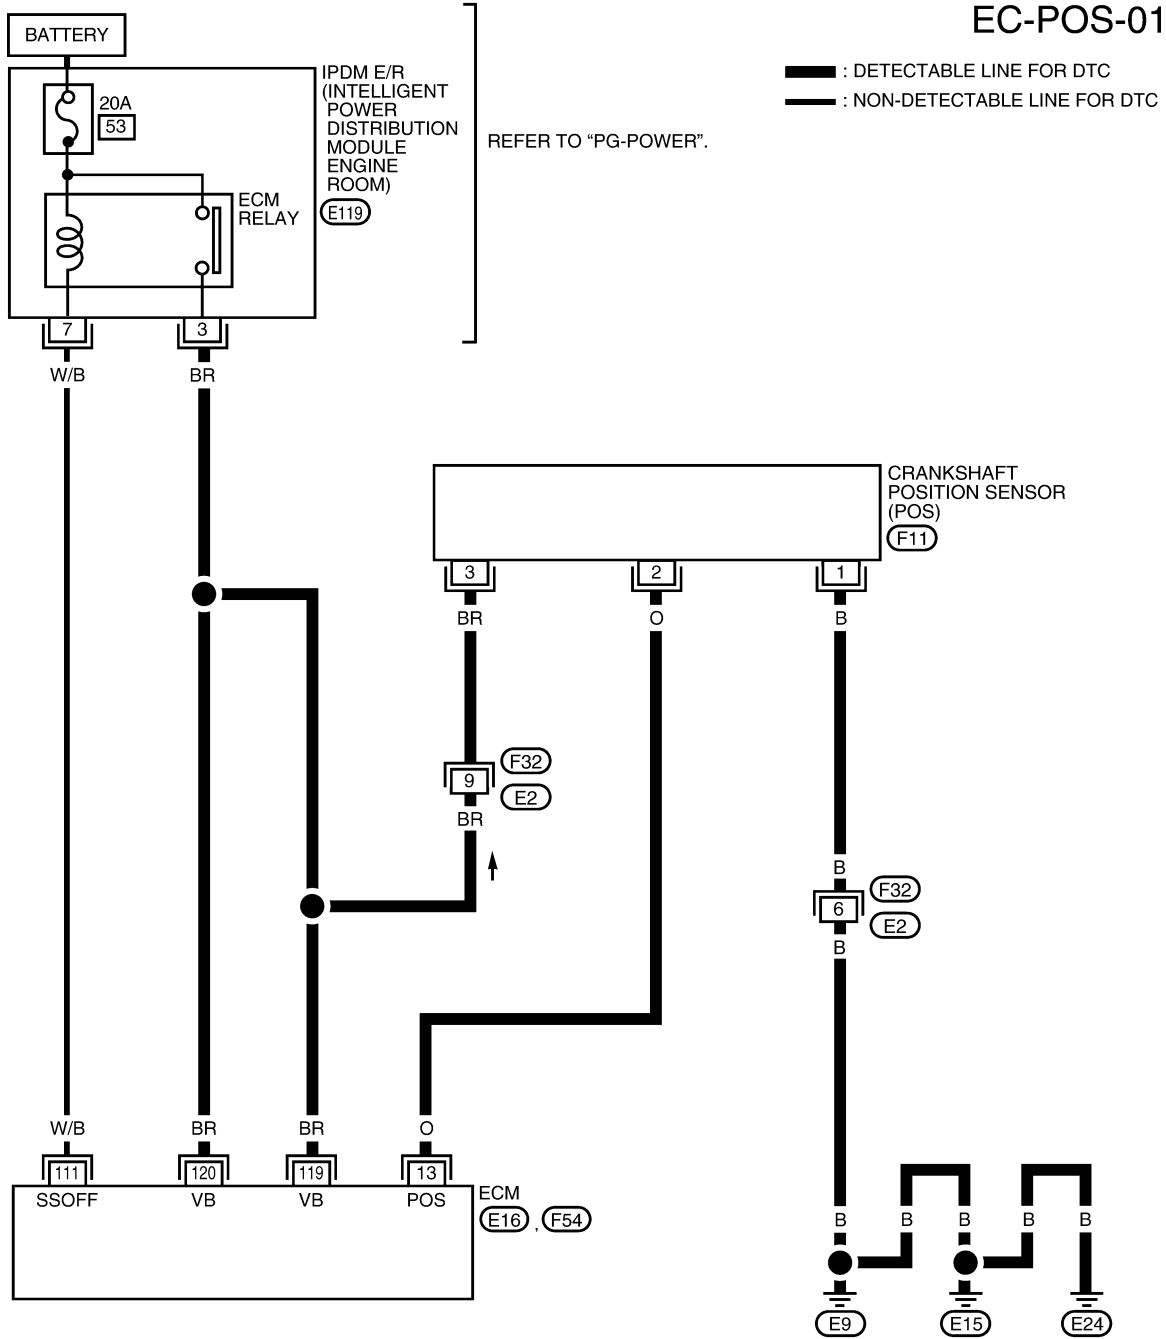 EC-POS-01
BATTERY
: DETECTABLE LINE FOR DTC
: NON-DETECTABLE LINE FOR DTC
20A
53
IPDM E/R
(INTELLIGENT
POWER
DISTRIBUTION
MODULE
ENGINE
ROOM)
E119
REFER TO “PG-POWER”.
ECM
RELAY
7 3
W/B BR
CRANKSHAFT
POSITION SENSOR
(POS)
F11
3 2 1
BR O B
F32
9
E2
BR
B
F32
6
E2
B
W/B BR BR O
111 120 119 13
SSOFF VB VB POS
ECM
E16 , F54
B B B B B
E9 E15 E24